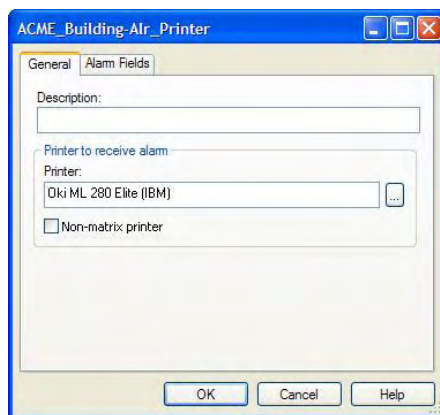 ACME_Building-Alr_Printer
General
Alarm Fields
Description:
Printer to receive alarm
Printer:
Oki ML 280 Elite (IBM)
...
Non-matrix printer
OK
Cancel
Help